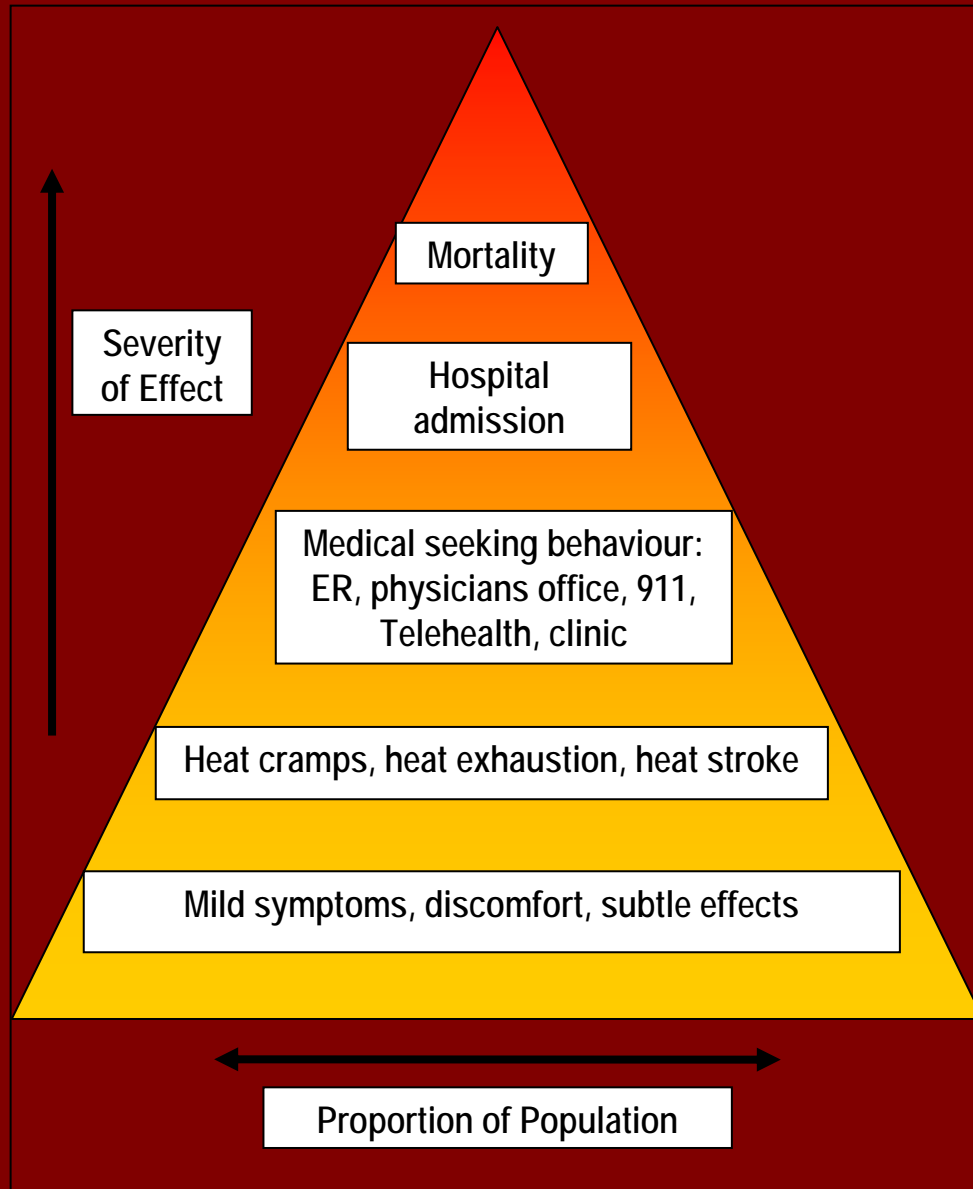 Mortality
Severity
of Effect
Hospital
admission
Medical seeking behaviour:
ER, physicians office, 911,
Telehealth, clinic
Heat cramps, heat exhaustion, heat stroke
Mild symptoms, discomfort, subtle effects
Proportion of Population